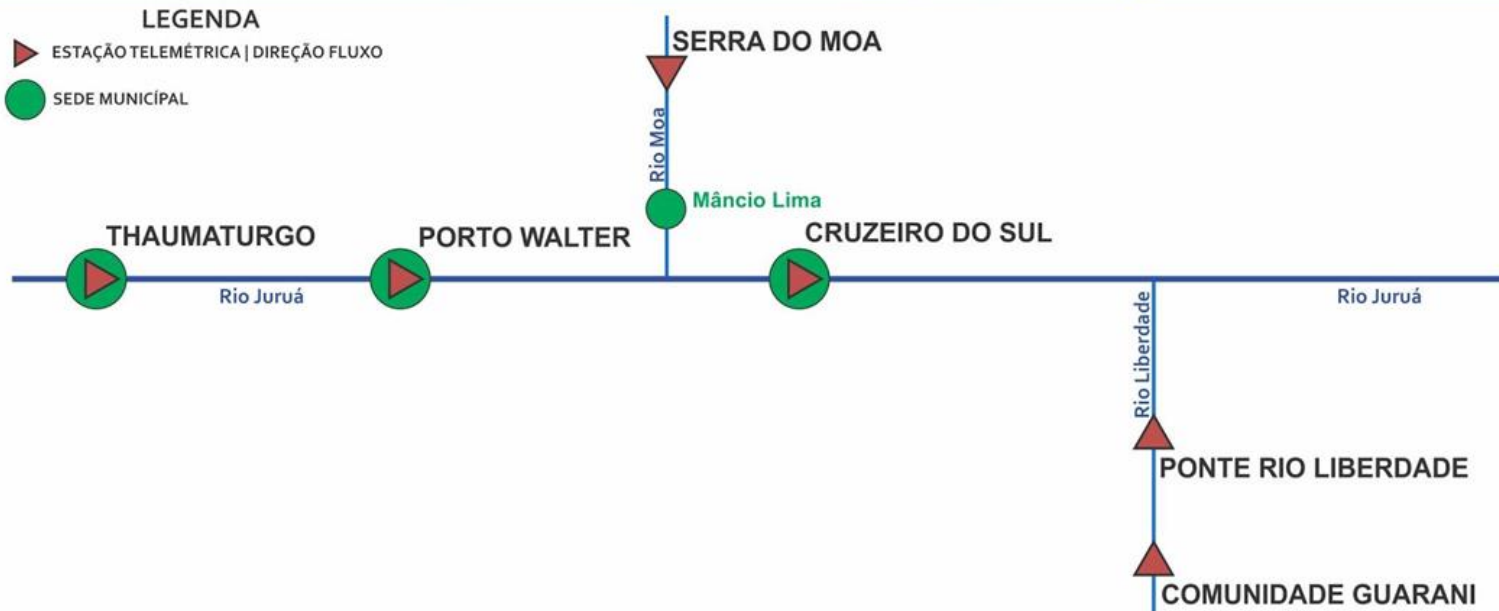 LEGENDA
ESTAÇÃO TELEMÉTRICA | DIREÇÃO FLUXO
SEDE MUNICÍPAL
SERRA DO MOA
Rio Moa
Mâncio Lima
THAUMATURGO
PORTO WALTER
CRUZEIRO DO SUL
Rio Juruá
Rio Juruá
Rio Liberdade
PONTE RIO LIBERDADE
COMUNIDADE GUARANI